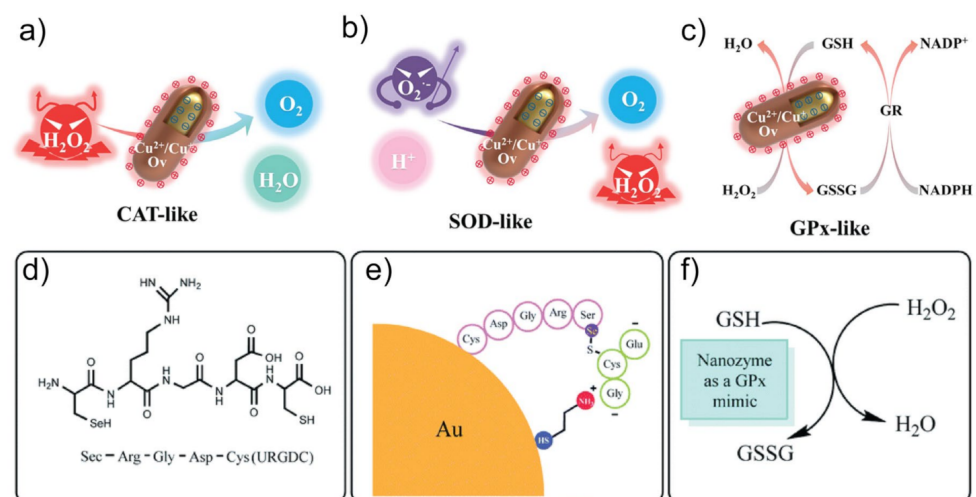 a)
H₂O₂
Cu²⁺/Cu⁺
Ov
O₂
H₂O
CAT-like
b)
O₂·⁻
H⁺
Cu²⁺/Cu⁺
Ov
O₂
H₂O₂
SOD-like
c)
H₂O
GSH
NADP⁺
Cu²⁺/Cu⁺
Ov
GR
H₂O₂
GSSG
NADPH
GPx-like
d)
HN
NH₂
NH
O
H
N
O
H
N
O
OH
O
OH
H₂N
N
H
O
N
H
O
SeH
SH
Sec – Arg – Gly – Asp – Cys (URGDC)
e)
Cys
Asp
Gly
Arg
Ser
Se
S
Cys
Glu
Gly
–
–
+
NH₃
HS
Au
f)
GSH
H₂O₂
Nanozyme
as a GPx
mimic
GSSG
H₂O